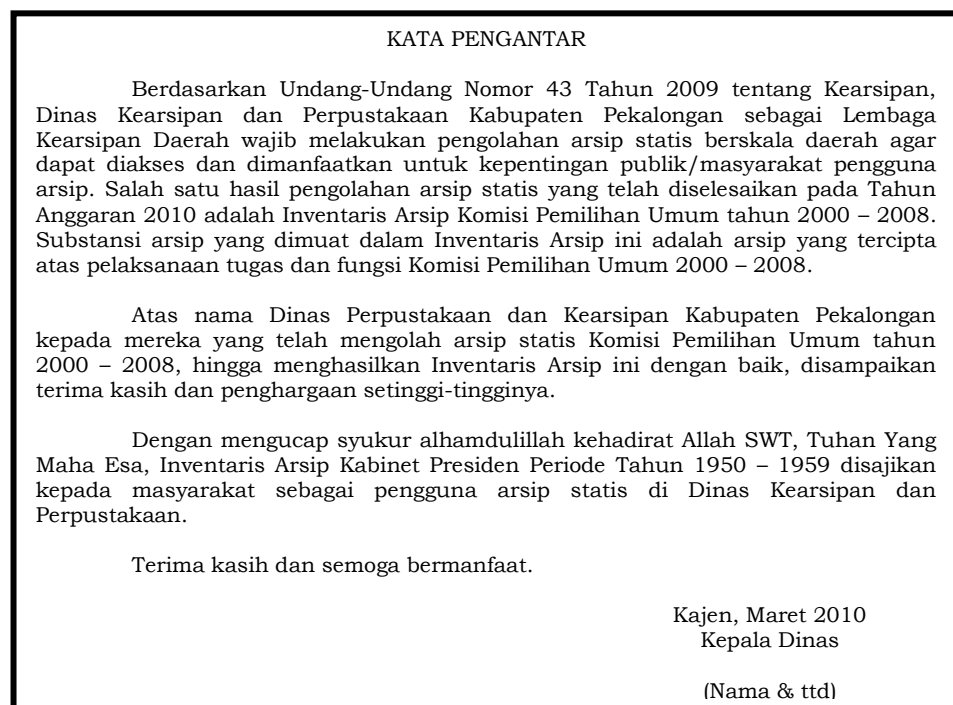 KATA PENGANTAR
Berdasarkan Undang-Undang Nomor 43 Tahun 2009 tentang Kearsipan,
Dinas Kearsipan dan Perpustakaan Kabupaten Pekalongan sebagai Lembaga
Kearsipan Daerah wajib melakukan pengolahan arsip statis berskala daerah agar
dapat diakses dan dimanfaatkan untuk kepentingan publik/masyarakat pengguna
arsip. Salah satu hasil pengolahan arsip statis yang telah diselesaikan pada Tahun
Anggaran 2010 adalah Inventaris Arsip Komisi Pemilihan Umum tahun 2000 – 2008.
Substansi arsip yang dimuat dalam Inventaris Arsip ini adalah arsip yang tercipta
atas pelaksanaan tugas dan fungsi Komisi Pemilihan Umum 2000 – 2008.
Atas nama Dinas Perpustakaan dan Kearsipan Kabupaten Pekalongan
kepada mereka yang telah mengolah arsip statis Komisi Pemilihan Umum tahun
2000 – 2008, hingga menghasilkan Inventaris Arsip ini dengan baik, disampaikan
terima kasih dan penghargaan setinggi-tingginya.
Dengan mengucap syukur alhamdulillah kehadirat Allah SWT, Tuhan Yang
Maha Esa, Inventaris Arsip Kabinet Presiden Periode Tahun 1950 – 1959 disajikan
kepada masyarakat sebagai pengguna arsip statis di Dinas Kearsipan dan
Perpustakaan.
Terima kasih dan semoga bermanfaat.
Kajen, Maret 2010
Kepala Dinas
(Nama & ttd)